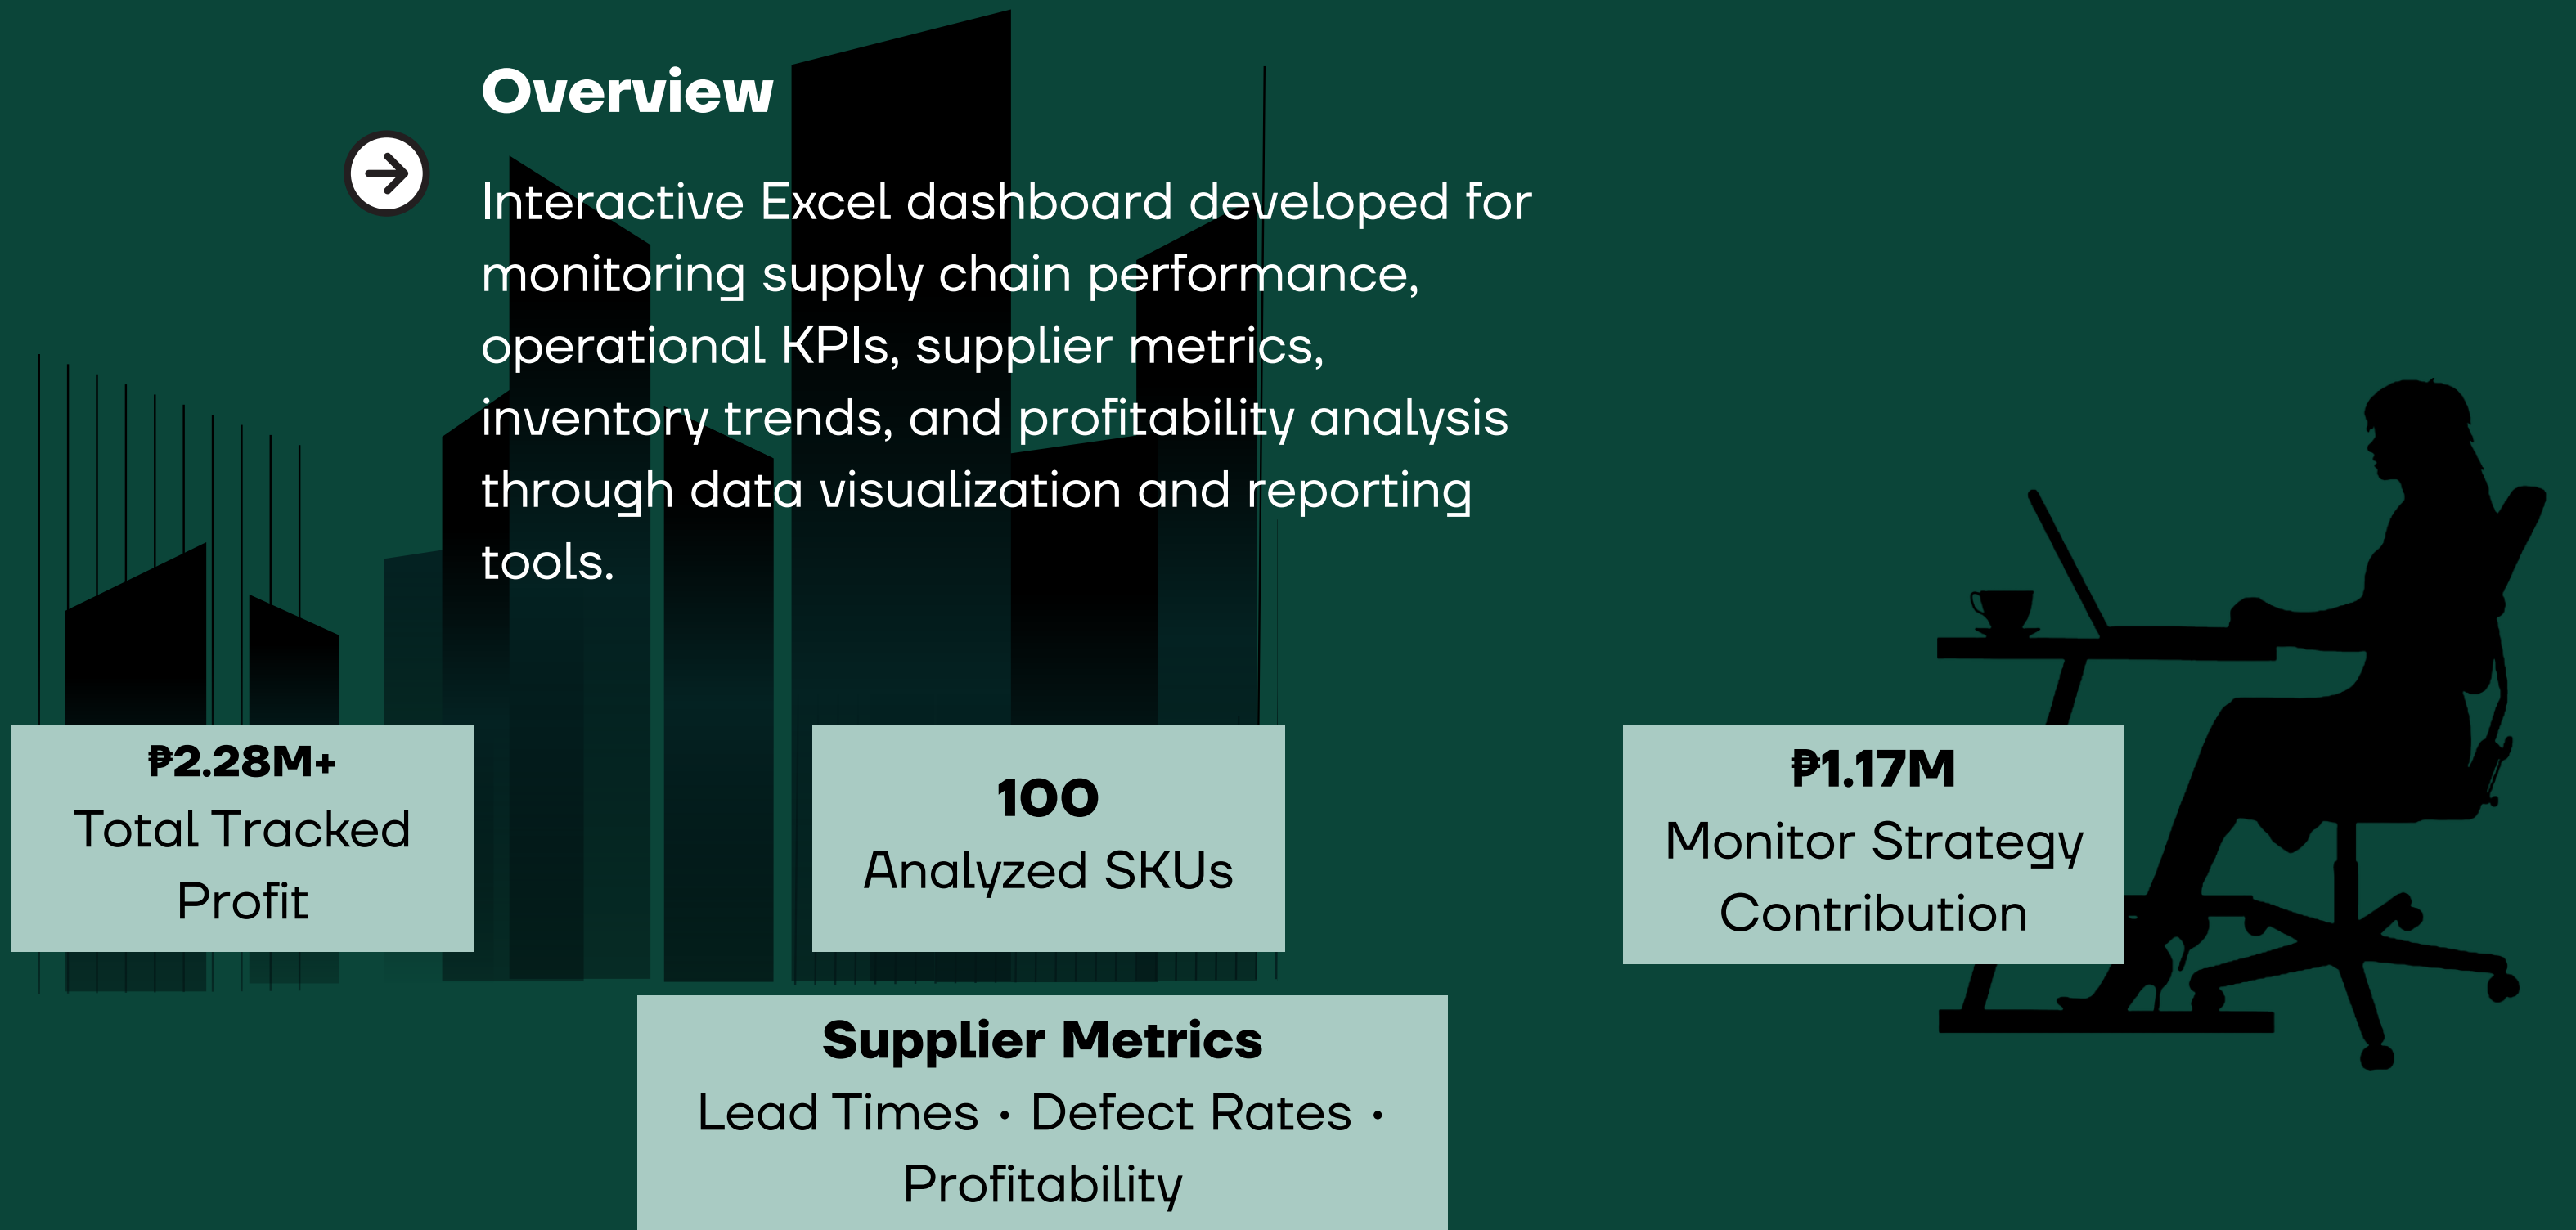 Overview
Interactive Excel dashboard developed for
monitoring supply chain performance,
operational KPIs, supplier metrics,
inventory trends, and profitability analysis
through data visualization and reporting
tools.
₱2.28M+
Total Tracked
Profit
100
Analyzed SKUs
₱1.17M
Monitor Strategy
Contribution
Supplier Metrics
Lead Times · Defect Rates ·
Profitability